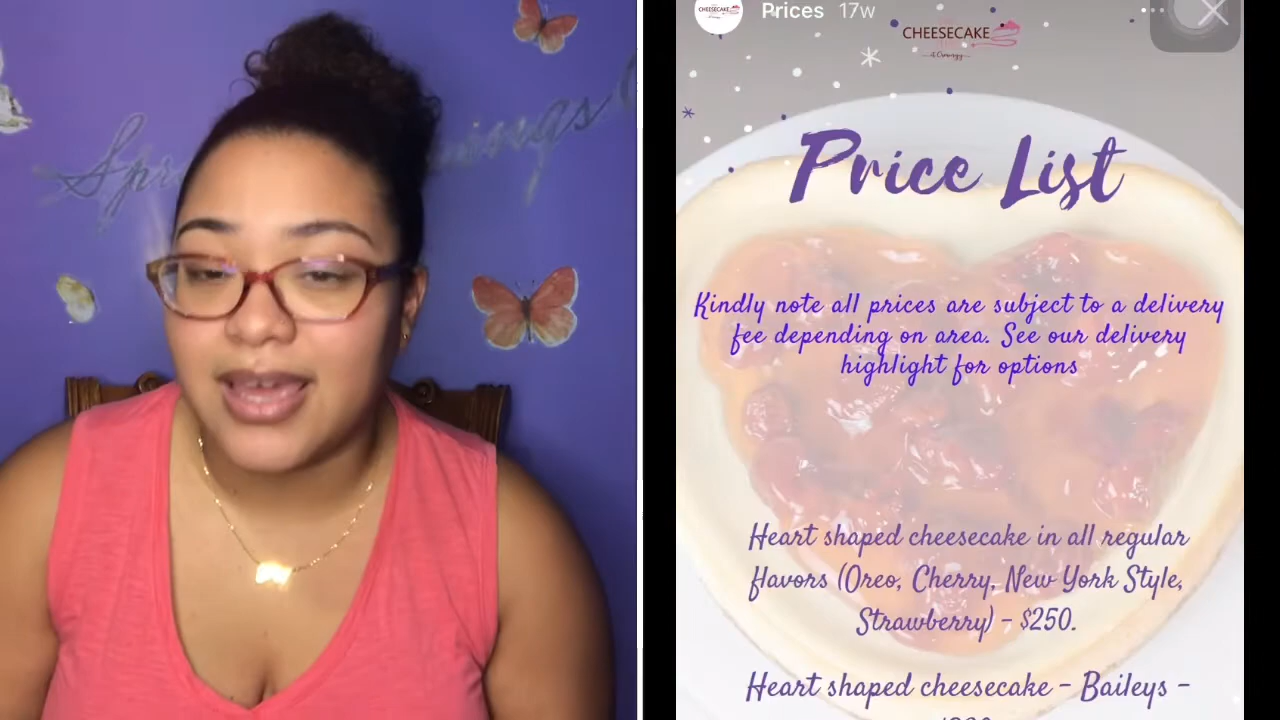 Prices 17w
CHEESECAKE
Price List
Kindly note all prices are subject to a delivery
fee depending on area. See our delivery
highlight for options
Heart shaped cheesecake in all regular
flavors (Oreo, Cherry, New York Style,
Strawberry) - $250.
Heart shaped cheesecake - Baileys -